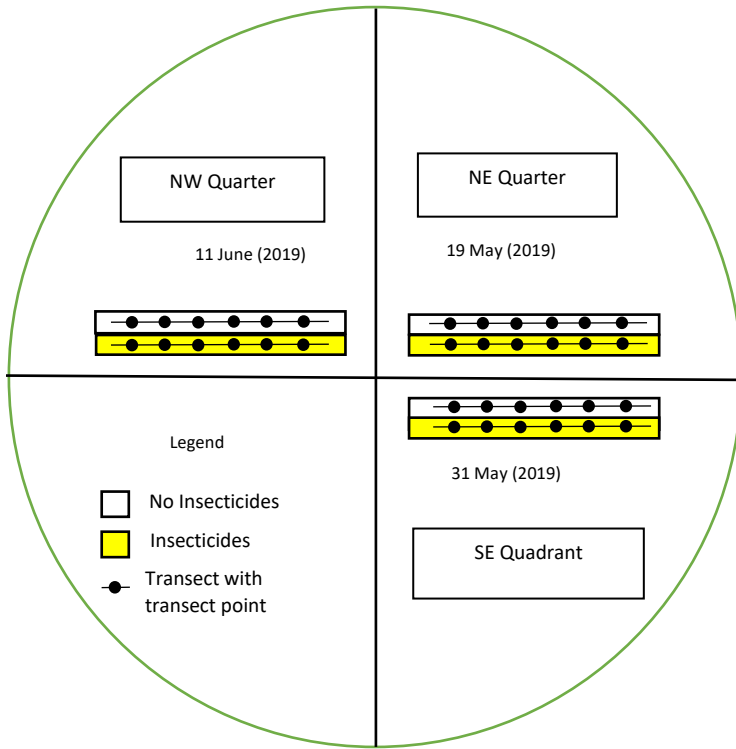 NW Quarter
NE Quarter
11 June (2019)
19 May (2019)
31 May (2019)
Legend
No Insecticides
Insecticides
Transect with
transect point
SE Quadrant